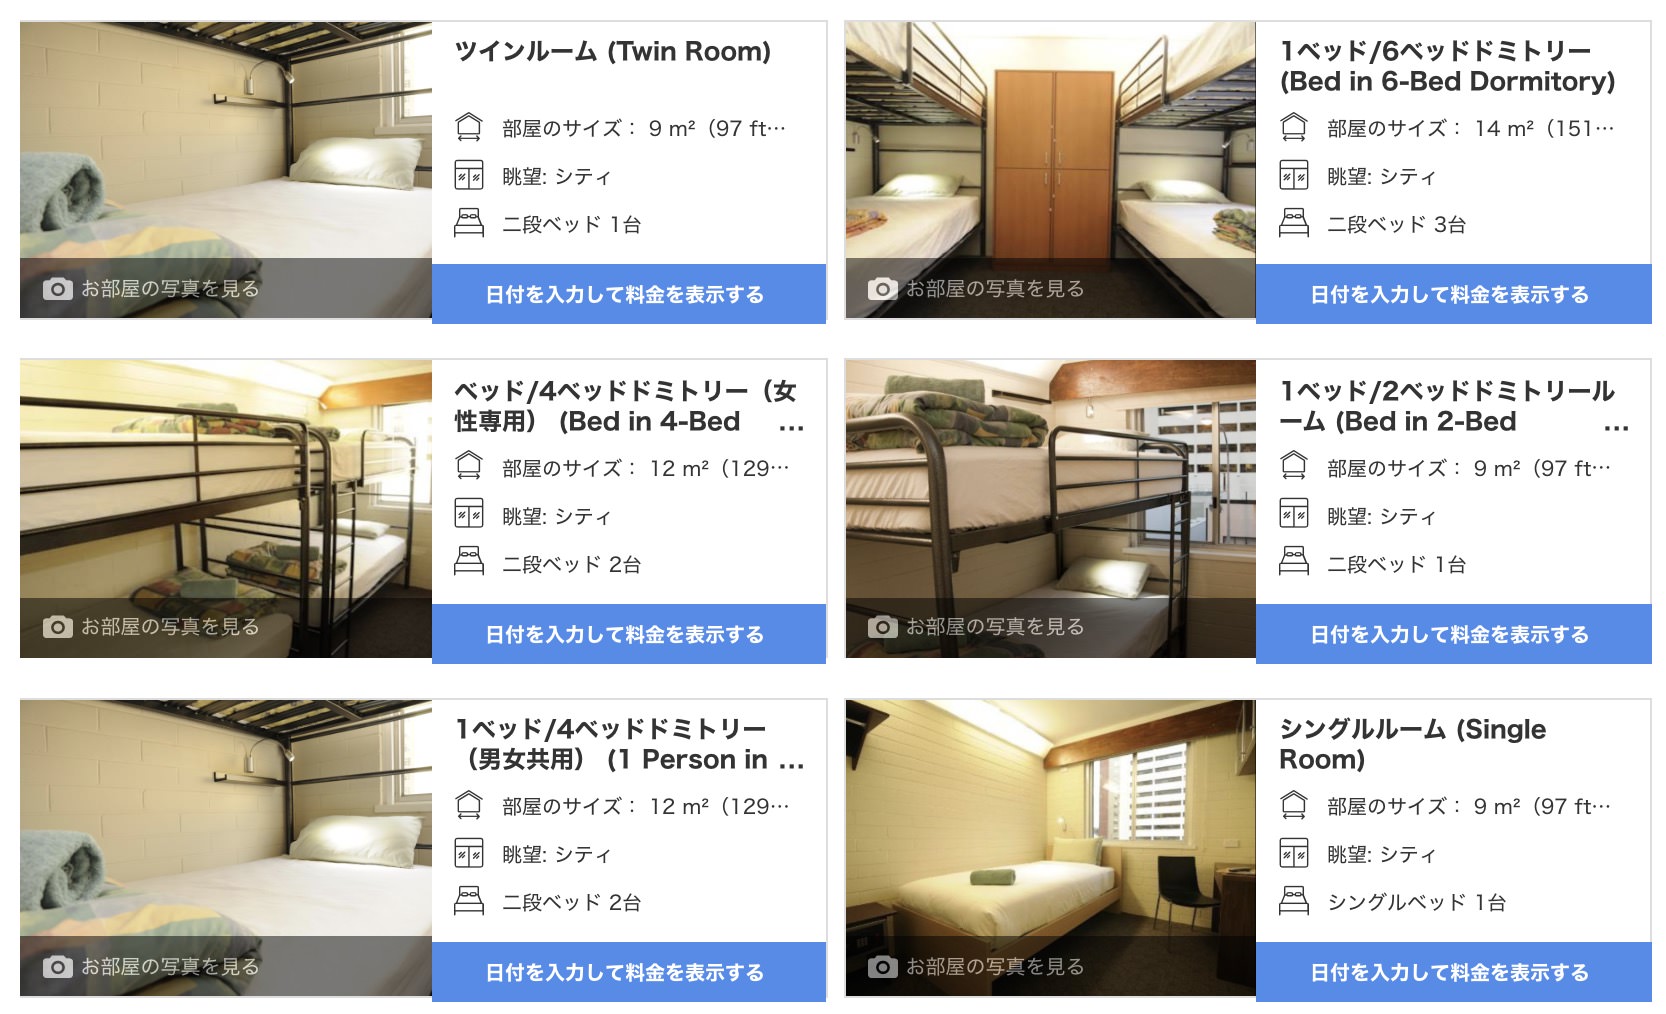 ツインルーム (Twin Room)
部屋のサイズ： 9 m²（97 ft…
眺望: シティ
二段ベッド 1台
お部屋の写真を見る
日付を入力して料金を表示する
1ベッド/6ベッドドミトリー
(Bed in 6-Bed Dormitory)
部屋のサイズ： 14 m²（151…
眺望: シティ
二段ベッド 3台
お部屋の写真を見る
日付を入力して料金を表示する
ベッド/4ベッドドミトリー（女
性専用） (Bed in 4-Bed ...
部屋のサイズ： 12 m²（129…
眺望: シティ
二段ベッド 2台
お部屋の写真を見る
日付を入力して料金を表示する
1ベッド/2ベッドドミトリール
ーム (Bed in 2-Bed ...
部屋のサイズ： 9 m²（97 ft…
眺望: シティ
二段ベッド 1台
お部屋の写真を見る
日付を入力して料金を表示する
1ベッド/4ベッドドミトリー
（男女共用） (1 Person in ...
部屋のサイズ： 12 m²（129…
眺望: シティ
二段ベッド 2台
お部屋の写真を見る
日付を入力して料金を表示する
シングルルーム (Single
Room)
部屋のサイズ： 9 m²（97 ft…
眺望: シティ
シングルベッド 1台
お部屋の写真を見る
日付を入力して料金を表示する